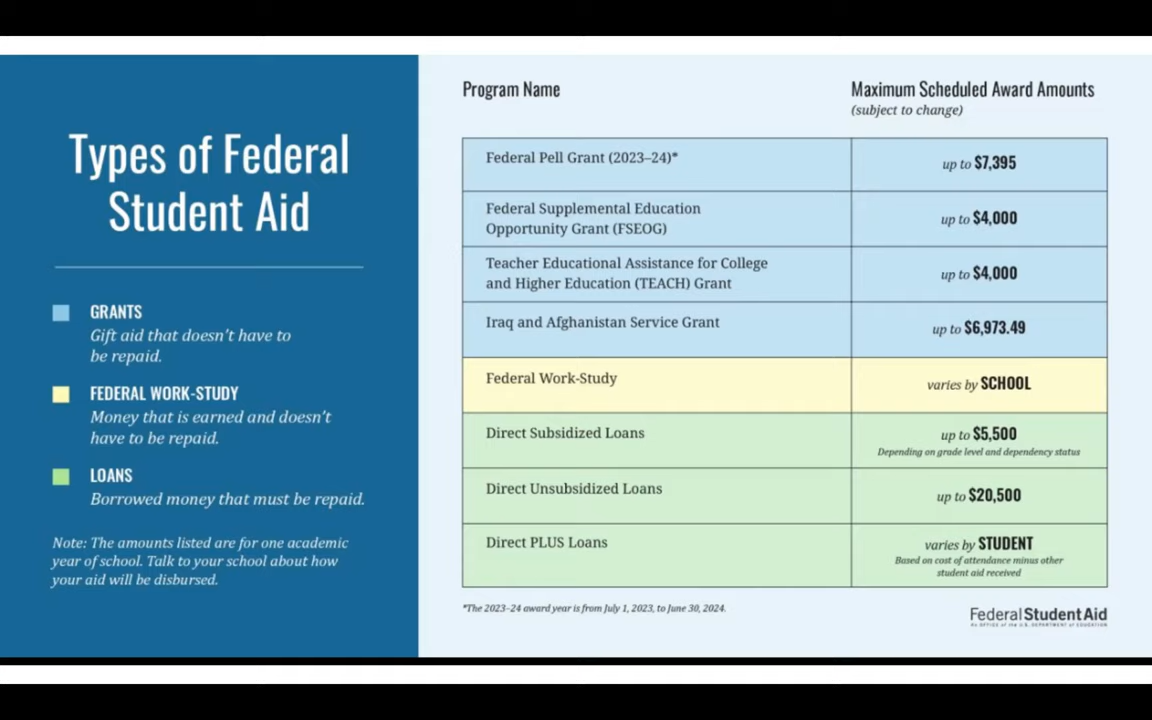 Types of Federal
Student Aid
GRANTS
Gift aid that doesn't have to
be repaid.
FEDERAL WORK-STUDY
Money that is earned and doesn't
have to be repaid.
LOANS
Borrowed money that must be repaid.
Note: The amounts listed are for one academic
year of school. Talk to your school about how
your aid will be disbursed.
Program Name
Maximum Scheduled Award Amounts
(subject to change)
Federal Pell Grant (2023–24)*
up to $7,395
Federal Supplemental Education
Opportunity Grant (FSEOG)
up to $4,000
Teacher Educational Assistance for College
and Higher Education (TEACH) Grant
up to $4,000
Iraq and Afghanistan Service Grant
up to $6,973.49
Federal Work-Study
varies by SCHOOL
Direct Subsidized Loans
up to $5,500
Depending on grade level and dependency status
Direct Unsubsidized Loans
up to $20,500
Direct PLUS Loans
varies by STUDENT
Based on cost of attendance minus other
student aid received
*The 2023–24 award year is from July 1, 2023, to June 30, 2024.
Federal Student Aid
An OFFICE of the U.S. DEPARTMENT of EDUCATION